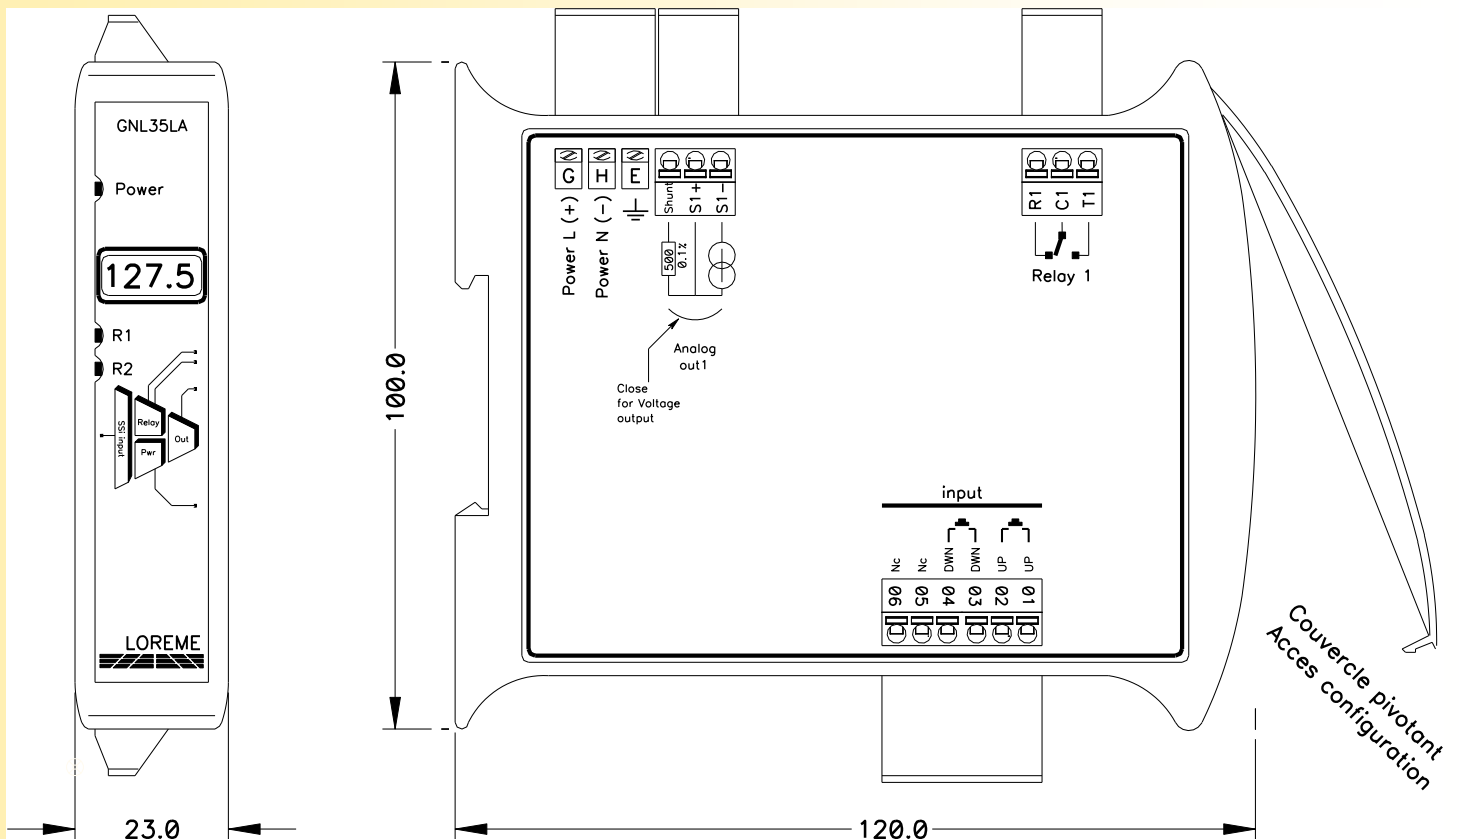 GNL35LA
Power
127.5
R1
R2
SSi input
Relay
Pwr
Out
LOREME
23.0
100.0
120.0
G
H
E
Power L (+)
Power N (-)
Shunt
S1+
S1-
500
0.1%
Analog
out1
Close
for Voltage
output
R1
C1
T1
Relay 1
input
Nc
Nc
DWN
DWN
UP
UP
06
05
04
03
02
01
Couvercle pivotant
Acces configuration